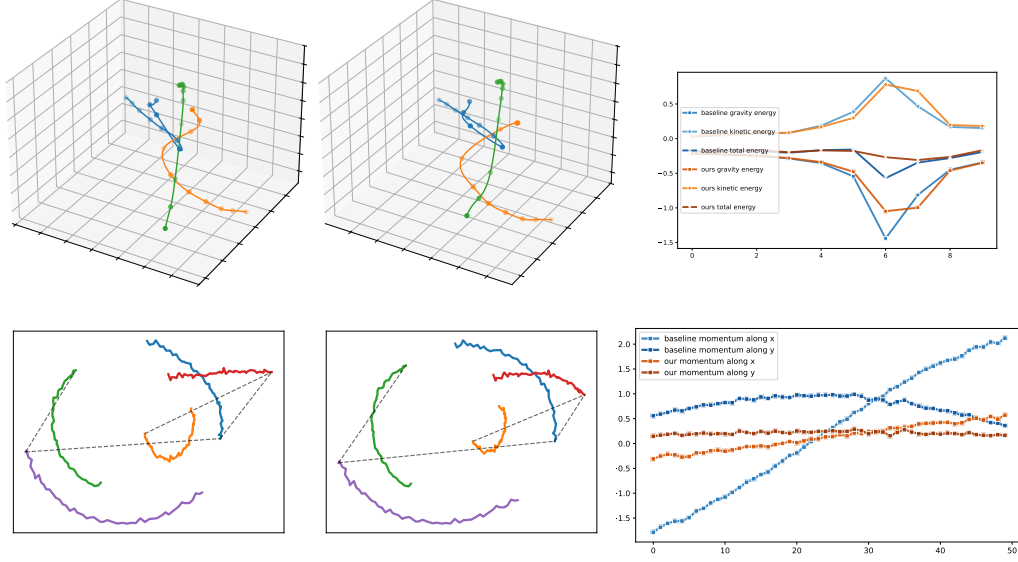 0.5
baseline gravity energy
baseline kinetic energy
baseline total energy
−0.5
ours gravity energy
ours kinetic energy
−1.0
ours total energy
−1.5
0 2 4 6 8
2.0
baseline momentum along x
baseline momentum along y
1.5
our momentum along x
our momentum along y
1.0
0.5
0.0
0.5
1.0
1.5
0 10 20 30 40 50